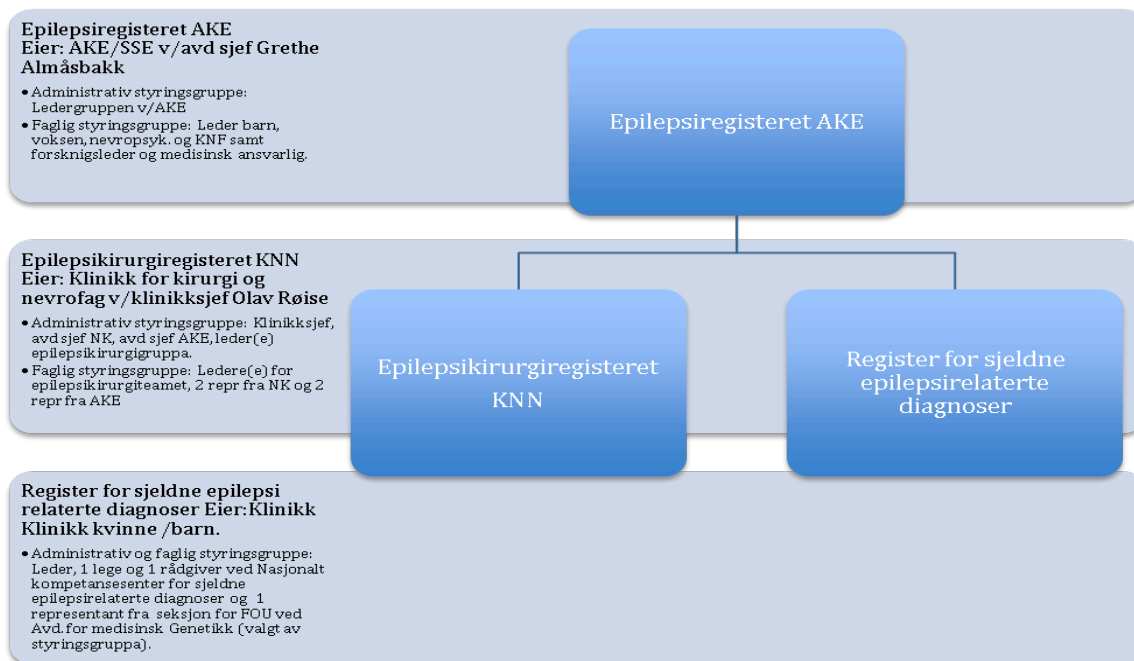 Epilepsiregisteret AKE
Eier: AKE/SSE v/avd sjef Grethe
Almåsbakk
• Administrativ styringsgruppe:
Ledergruppen v/AKE
• Faglig styringsgruppe: Leder barn,
voksen, nevropsyk. og KNF samt
forsknigsleder og medisinsk ansvarlig.
Epilepsiregisteret AKE
Epilepsikirurgiregisteret KNN
Eier: Klinikk for kirurgi og
nevrofag v/klinikksjef Olav Røise
• Administrativ styringsgruppe: Klinikksjef,
avd sjef NK, avd sjef AKE, leder(e)
epilepsikirurgigruppa.
• Faglig styringsgruppe: Ledere(e) for
epilepsikirurgiteamet, 2 repr fra NK og 2
repr fra AKE
Epilepsikirurgiregisteret
KNN
Register for sjeldne
epilepsirelaterte
diagnoser
Register for sjeldne epilepsi
relaterte diagnoser Eier:Klinikk
Klinikk kvinne /barn.
• Administrativ og faglig styringsgruppe:
Leder, 1 lege og 1 rådgiver ved Nasjonalt
kompetansesenter for sjeldne
epilepsirelaterte diagnoser og 1
representant fra seksjon for FOU ved
Avd. for medisinsk Genetikk (valgt av
styringsgruppa).